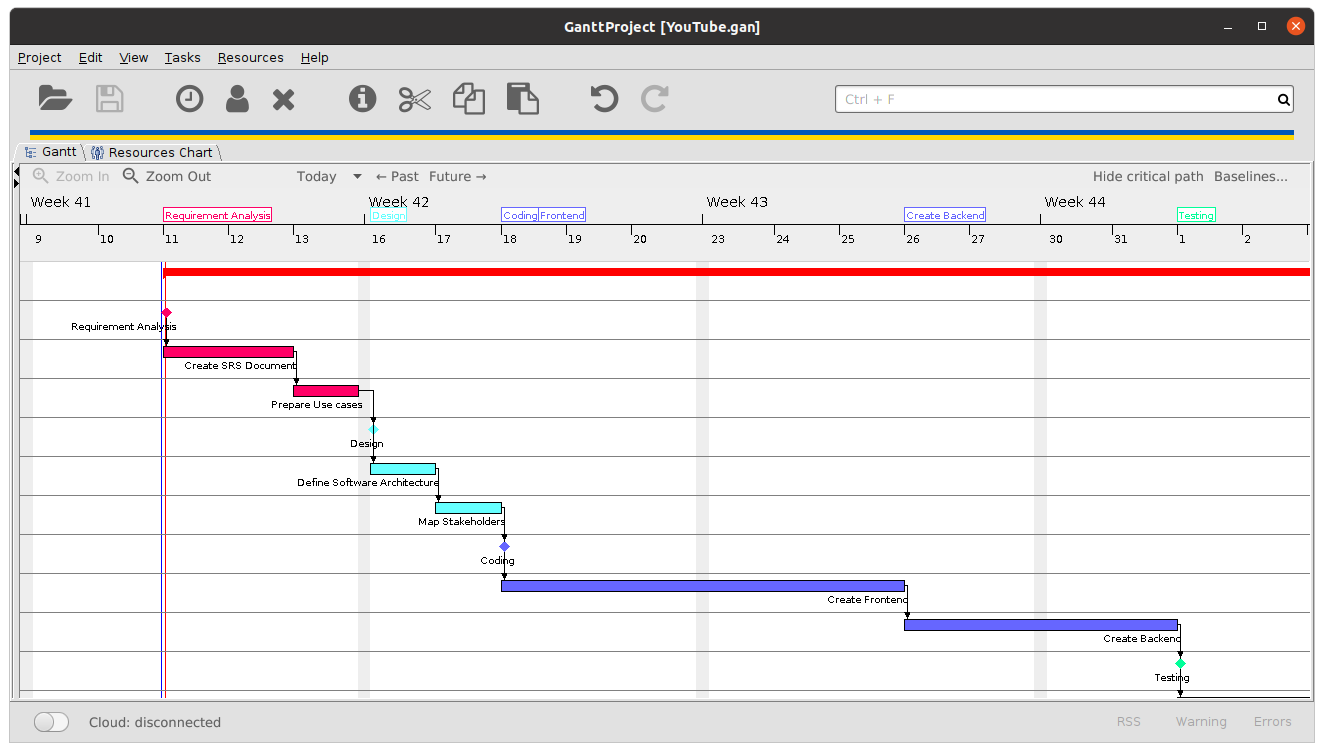 GanttProject [YouTube.gan]
Project Edit View Tasks Resources Help
Ctrl + F
Gantt Resources Chart
Zoom In Zoom Out Today ← Past Future → Hide critical path Baselines...
Week 41 Week 42 Week 43 Week 44
Requirement Analysis Design Coding Frontend Create Backend Testing
9 10 11 12 13 16 17 18 19 20 23 24 25 26 27 30 31 1 2
Requirement Analysis
Create SRS Document
Prepare Use cases
Design
Define Software Architecture
Map Stakeholders
Coding
Create Frontend
Create Backend
Testing
Cloud: disconnected RSS Warning Errors